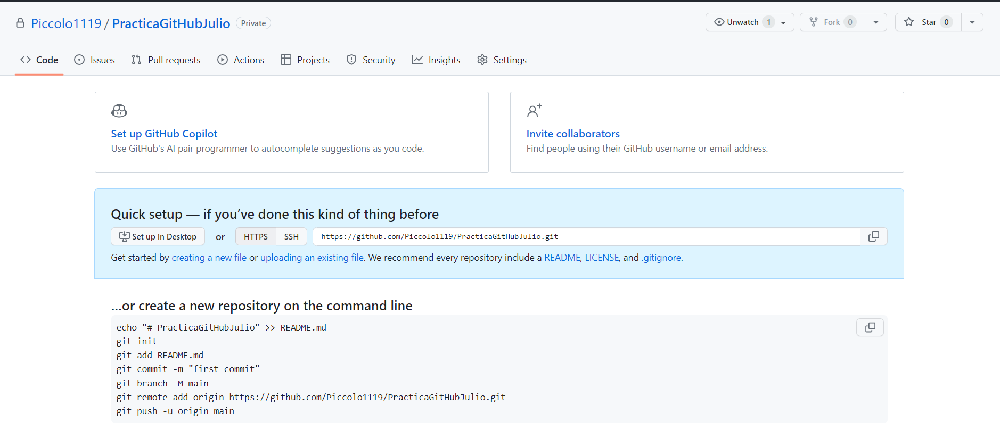 Piccolo1119 / PracticaGitHubJulio Private
Unwatch 1
Fork 0
Star 0
Code Issues Pull requests Actions Projects Security Insights Settings
Set up GitHub Copilot
Use GitHub's AI pair programmer to autocomplete suggestions as you code.
Invite collaborators
Find people using their GitHub username or email address.
Quick setup — if you’ve done this kind of thing before
Set up in Desktop or HTTPS SSH https://github.com/Piccolo1119/PracticaGitHubJulio.git
Get started by creating a new file or uploading an existing file. We recommend every repository include a README, LICENSE, and .gitignore.
…or create a new repository on the command line
echo "# PracticaGitHubJulio" >> README.md
git init
git add README.md
git commit -m "first commit"
git branch -M main
git remote add origin https://github.com/Piccolo1119/PracticaGitHubJulio.git
git push -u origin main